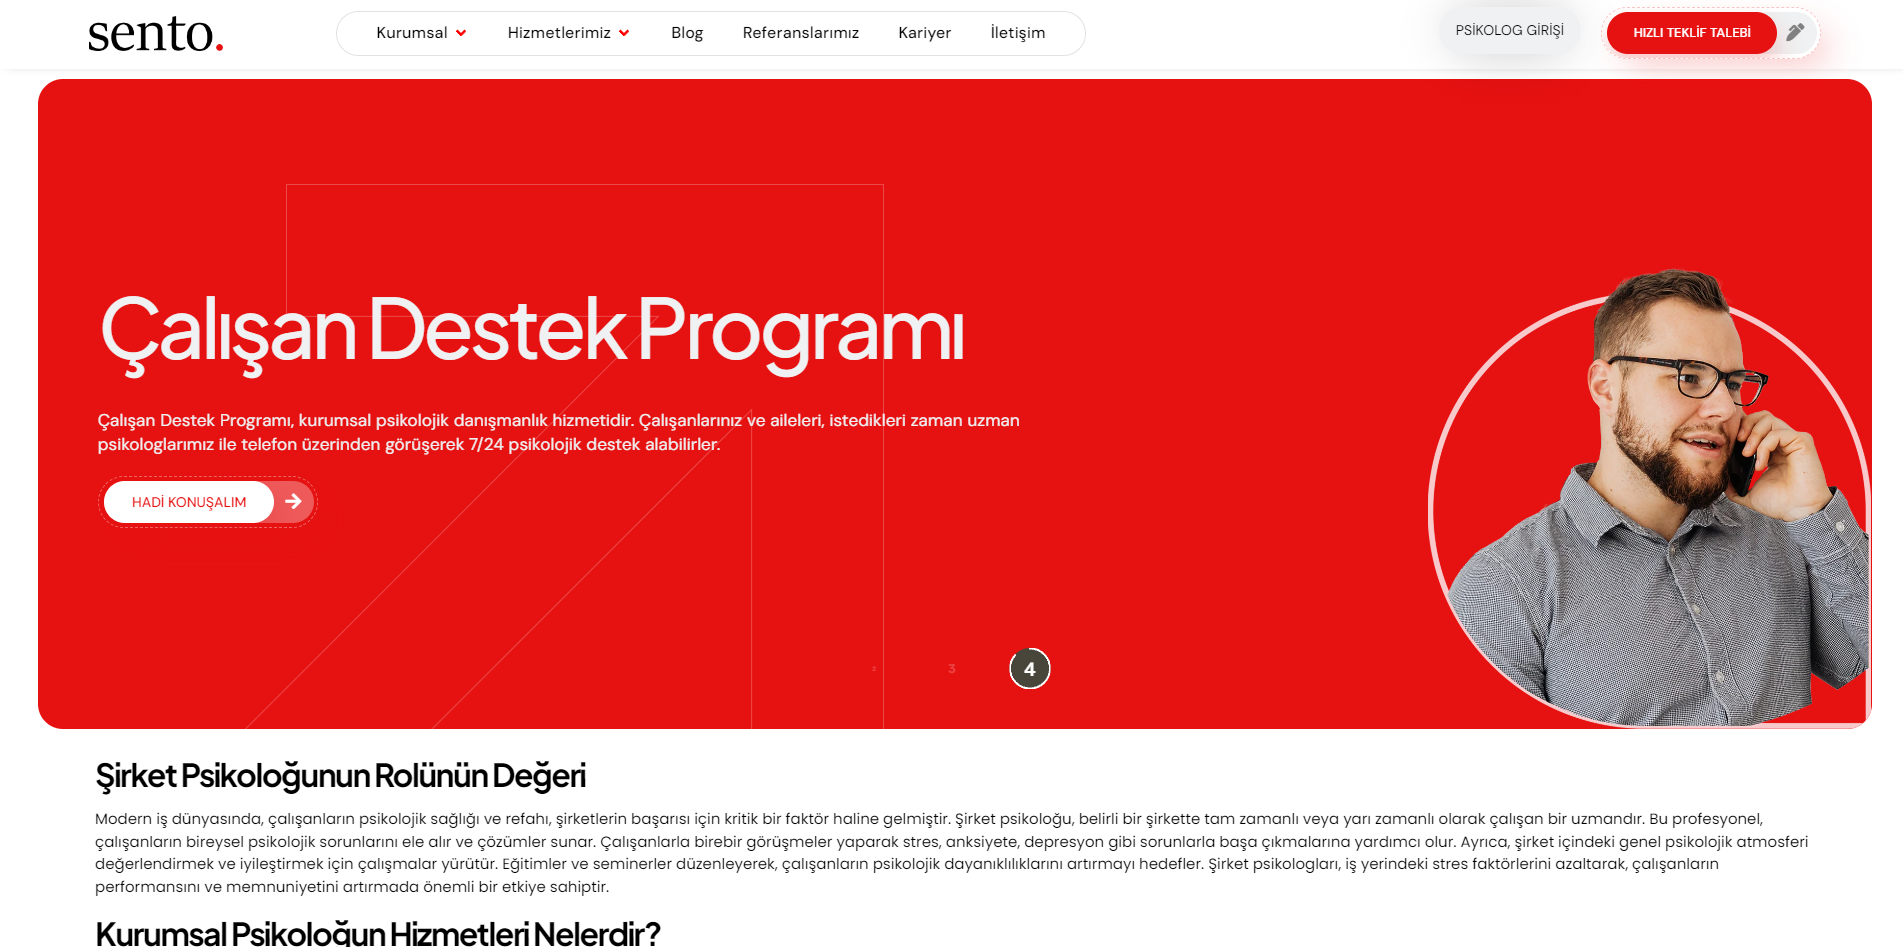 sento.
Kurumsal
Hizmetlerimiz
Blog
Referanslarımız
Kariyer
İletişim
PSİKOLOG GİRİŞİ
HIZLI TEKLİF TALEBİ
Çalışan Destek Programı
Çalışan Destek Programı, kurumsal psikolojik danışmanlık hizmetidir. Çalışanlarınız ve aileleri, istedikleri zaman uzman
psikologlarımız ile telefon üzerinden görüşerek 7/24 psikolojik destek alabilirler.
HADİ KONUŞALIM
3
4
Şirket Psikoloğunun Rolünün Değeri
Modern iş dünyasında, çalışanların psikolojik sağlığı ve refahı, şirketlerin başarısı için kritik bir faktör haline gelmiştir. Şirket psikoloğu, belirli bir şirkette tam zamanlı veya yarı zamanlı olarak çalışan bir uzmandır. Bu profesyonel,
çalışanların bireysel psikolojik sorunlarını ele alır ve çözümler sunar. Çalışanlarla birebir görüşmeler yaparak stres, anksiyete, depresyon gibi sorunlarla başa çıkmalarına yardımcı olur. Ayrıca, şirket içindeki genel psikolojik atmosferi
değerlendirmek ve iyileştirmek için çalışmalar yürütür. Eğitimler ve seminerler düzenleyerek, çalışanların psikolojik dayanıklılıklarını artırmayı hedefler. Şirket psikologları, iş yerindeki stres faktörlerini azaltarak, çalışanların
performansını ve memnuniyetini artırmada önemli bir etkiye sahiptir.
Kurumsal Psikoloğun Hizmetleri Nelerdir?